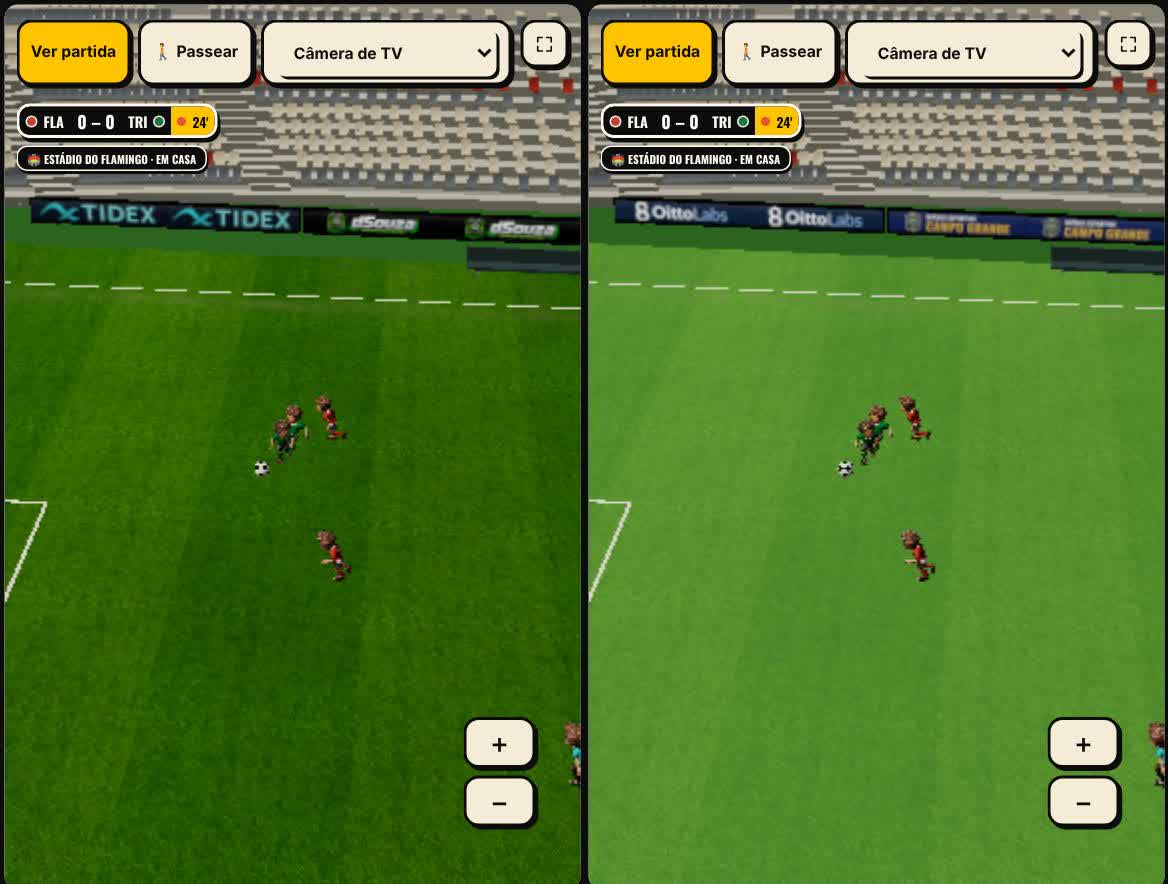 Ver partida
Passear
Câmera de TV
FLA 0 – 0 TRI 24'
ESTÁDIO DO FLAMINGO · EM CASA
TIDEX TIDEX dSouza dSouza
+
−
Ver partida
Passear
Câmera de TV
FLA 0 – 0 TRI 24'
ESTÁDIO DO FLAMINGO · EM CASA
8 OittoLabs 8 OittoLabs CAMPO GRANDE CAMPO GRANDE
+
−